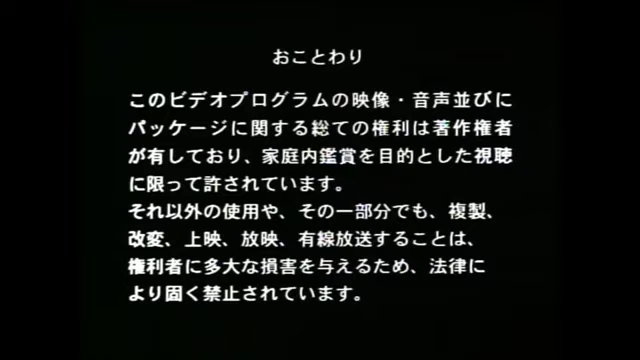 おことわり
このビデオプログラムの映像・音声並びに
パッケージに関する総ての権利は著作権者
が有しており、家庭内鑑賞を目的とした視聴
に限って許されています。
それ以外の使用や、その一部分でも、複製、
改変、上映、放映、有線放送することは、
権利者に多大な損害を与えるため、法律に
より固く禁止されています。